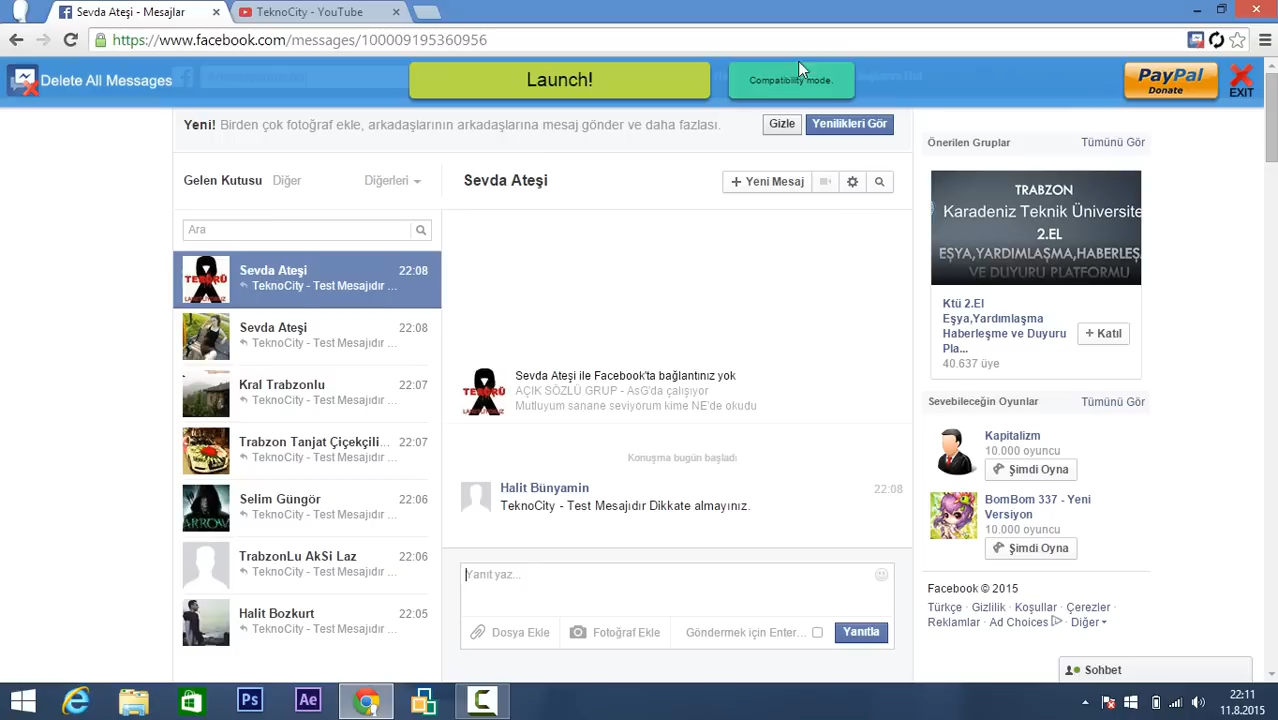 Sevda Ateşi - Mesajlar
TeknoCity - YouTube
https://www.facebook.com/messages/100009195360956
Delete All Messages
Launch!
Compatibility mode.
PayPal
Donate
EXIT
Yeni! Birden çok fotoğraf ekle, arkadaşlarının arkadaşlarına mesaj gönder ve daha fazlası.
Gizle
Yenilikleri Gör
Gelen Kutusu
Diğer
Diğerleri
Ara
Sevda Ateşi 22:08
TeknoCity - Test Mesajıdır ...
Sevda Ateşi 22:08
TeknoCity - Test Mesajıdır ...
Kral Trabzonlu 22:07
TeknoCity - Test Mesajıdır ...
Trabzon Tanjat Çiçekçili... 22:07
TeknoCity - Test Mesajıdır ...
Selim Güngör 22:06
TeknoCity - Test Mesajıdır ...
TrabzonLu AkSi Laz 22:06
TeknoCity - Test Mesajıdır ...
Halit Bozkurt 22:05
TeknoCity - Test Mesajıdır ...
Sevda Ateşi
+ Yeni Mesaj
Sevda Ateşi ile Facebook'ta bağlantınız yok
AÇIK SÖZLÜ GRUP - AsG'da çalışıyor
Mutluyum sanane seviyorum kime NE'de okudu
Konuşma bugün başladı
Halit Bünyamin 22:08
TeknoCity - Test Mesajıdır Dikkate almayınız.
Yanıt yaz...
Dosya Ekle
Fotoğraf Ekle
Göndermek için Enter...
Yanıtla
Önerilen Gruplar
Tümünü Gör
TRABZON
Karadeniz Teknik Üniversite
2.EL
EŞYA,YARDIMLAŞMA,HABERLEŞ
VE DUYURU PLATFORMU
Ktü 2.El
Eşya,Yardımlaşma
Haberleşme ve Duyuru
Pla...
40.637 üye
+ Katıl
Sevebileceğin Oyunlar
Tümünü Gör
Kapitalizm
10.000 oyuncu
Şimdi Oyna
BomBom 337 - Yeni
Versiyon
10.000 oyuncu
Şimdi Oyna
Facebook © 2015
Türkçe · Gizlilik · Koşullar · Çerezler ·
Reklamlar · Ad Choices · Diğer
Sohbet
Ps
Ae
22:11
11.8.2015